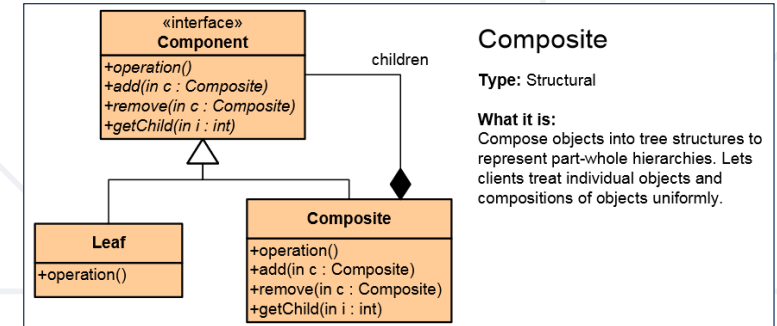 «interface»
Component
+operation()
+add(in c : Composite)
+remove(in c : Composite)
+getChild(in i : int)
children
Leaf
+operation()
Composite
+operation()
+add(in c : Composite)
+remove(in c : Composite)
+getChild(in i : int)
Composite
Type: Structural
What it is:
Compose objects into tree structures to
represent part-whole hierarchies. Lets
clients treat individual objects and
compositions of objects uniformly.